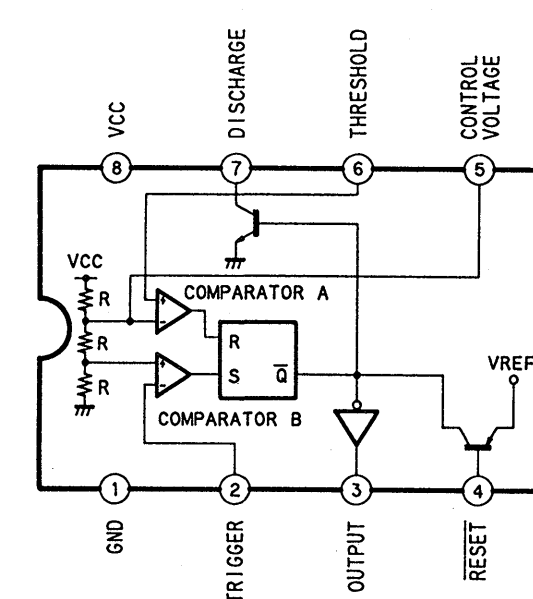 VCC
DISCHARGE
THRESHOLD
CONTROL
VOLTAGE
8
7
6
5
VCC
R
COMPARATOR A
+
-
R
R
S
Q̅
VREF
+
-
R
COMPARATOR B
1
2
3
4
GND
TRIGGER
OUTPUT
R̅E̅S̅E̅T̅